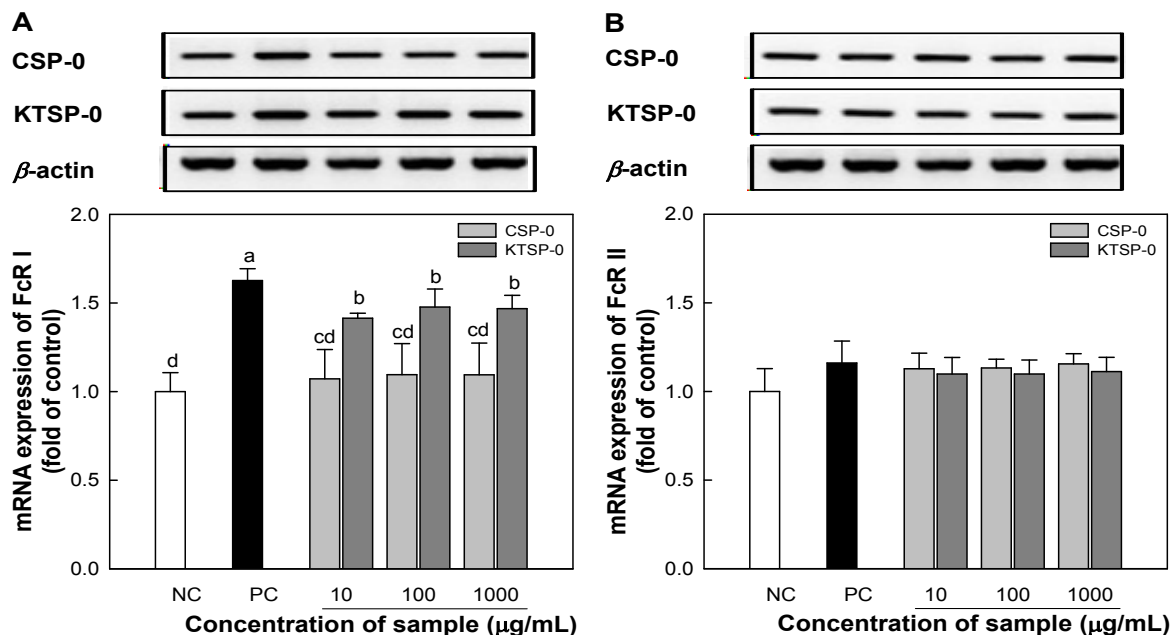 A
CSP-0
KTSP-0
β-actin
mRNA expression of FcR I
(fold of control)
2.0
1.5
1.0
0.5
0.0
CSP-0
KTSP-0
d
a
cd
b
cd
b
cd
b
NC PC 10 100 1000
Concentration of sample (μg/mL)
B
CSP-0
KTSP-0
β-actin
mRNA expression of FcR II
(fold of control)
2.0
1.5
1.0
0.5
0.0
CSP-0
KTSP-0
NC PC 10 100 1000
Concentration of sample (μg/mL)